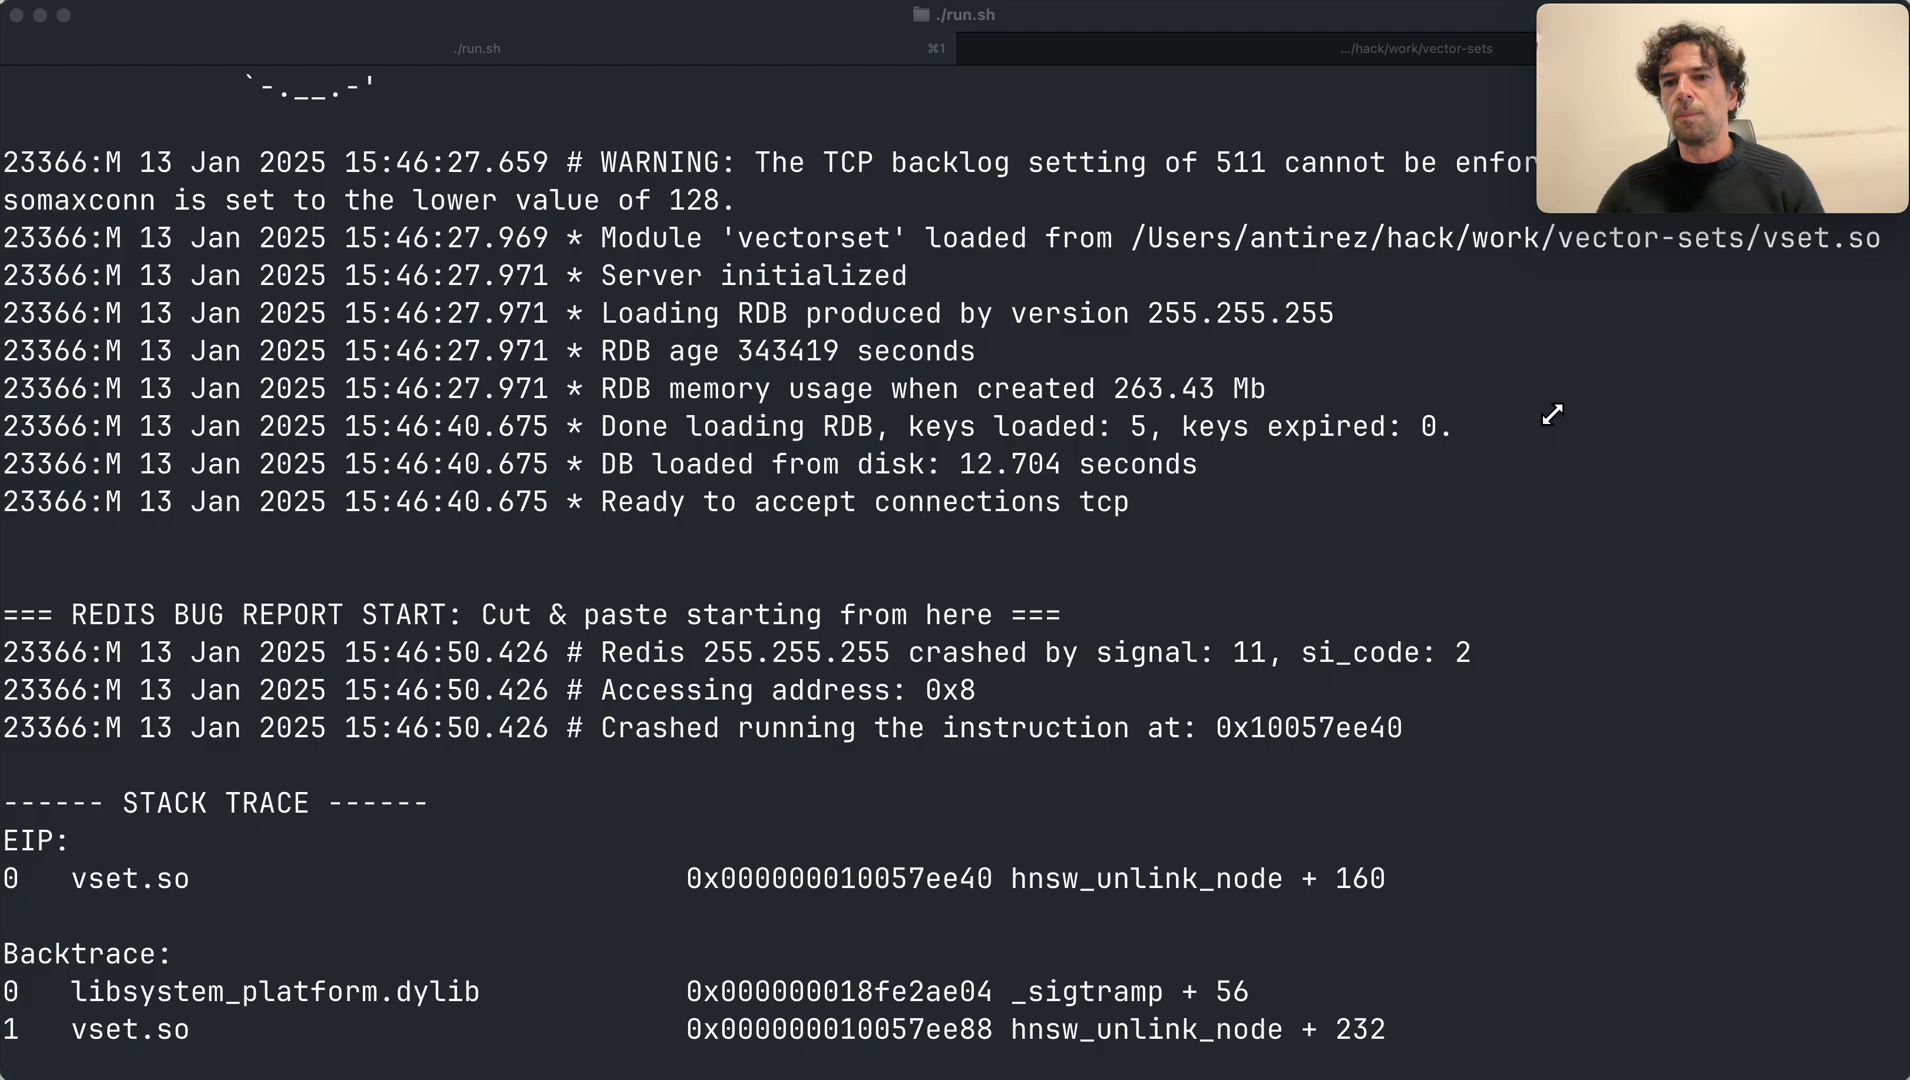 ./run.sh
./run.sh ⌘1 .../hack/work/vector-sets
`-.__.-'
23366:M 13 Jan 2025 15:46:27.659 # WARNING: The TCP backlog setting of 511 cannot be enfor
somaxconn is set to the lower value of 128.
23366:M 13 Jan 2025 15:46:27.969 * Module 'vectorset' loaded from /Users/antirez/hack/work/vector-sets/vset.so
23366:M 13 Jan 2025 15:46:27.971 * Server initialized
23366:M 13 Jan 2025 15:46:27.971 * Loading RDB produced by version 255.255.255
23366:M 13 Jan 2025 15:46:27.971 * RDB age 343419 seconds
23366:M 13 Jan 2025 15:46:27.971 * RDB memory usage when created 263.43 Mb
23366:M 13 Jan 2025 15:46:40.675 * Done loading RDB, keys loaded: 5, keys expired: 0.
23366:M 13 Jan 2025 15:46:40.675 * DB loaded from disk: 12.704 seconds
23366:M 13 Jan 2025 15:46:40.675 * Ready to accept connections tcp
=== REDIS BUG REPORT START: Cut & paste starting from here ===
23366:M 13 Jan 2025 15:46:50.426 # Redis 255.255.255 crashed by signal: 11, si_code: 2
23366:M 13 Jan 2025 15:46:50.426 # Accessing address: 0x8
23366:M 13 Jan 2025 15:46:50.426 # Crashed running the instruction at: 0x10057ee40
------ STACK TRACE ------
EIP:
0 vset.so 0x000000010057ee40 hnsw_unlink_node + 160
Backtrace:
0 libsystem_platform.dylib 0x000000018fe2ae04 _sigtramp + 56
1 vset.so 0x000000010057ee88 hnsw_unlink_node + 232